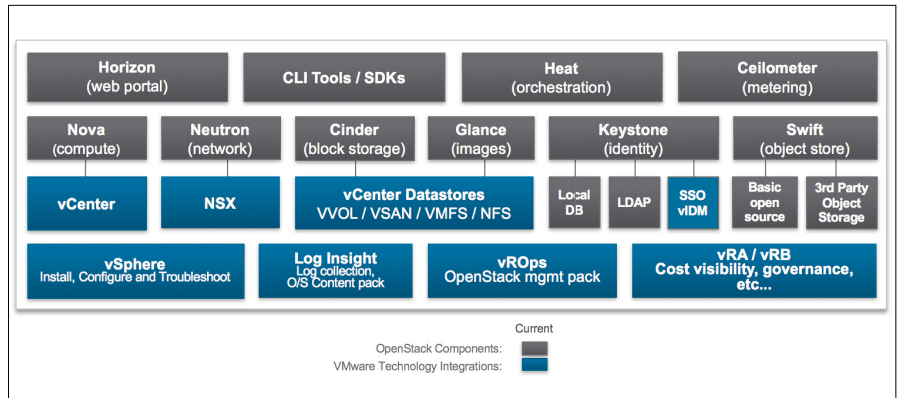 Horizon
(web portal)
CLI Tools / SDKs
Heat
(orchestration)
Ceilometer
(metering)
Nova
(compute)
Neutron
(network)
Cinder
(block storage)
Glance
(images)
Keystone
(identity)
Swift
(object store)
vCenter
NSX
vCenter Datastores
VVOL / VSAN / VMFS / NFS
Local
DB
LDAP
SSO
vIDM
Basic
open
source
3rd Party
Object
Storage
vSphere
Install, Configure and Troubleshoot
Log Insight
Log collection,
O/S Content pack
vROps
OpenStack mgmt pack
vRA / vRB
Cost visibility, governance,
etc...
Current
OpenStack Components:
VMware Technology Integrations: